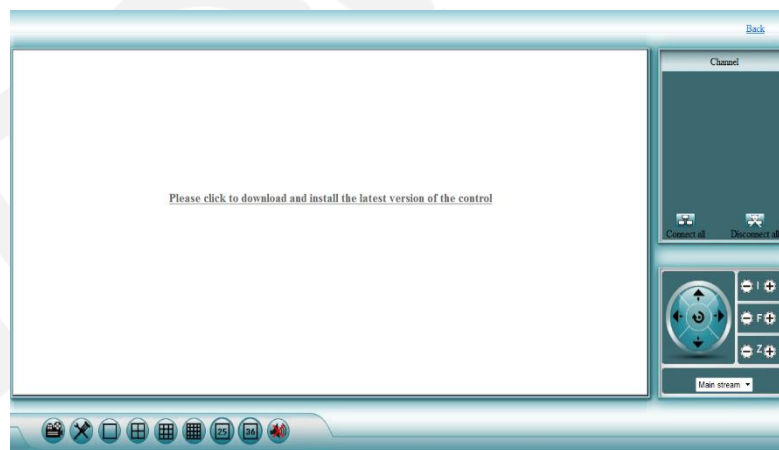 Back
Channel
Please click to download and install the latest version of the control
Connect all Disconnect all
I
F
Z
Main stream
25 36